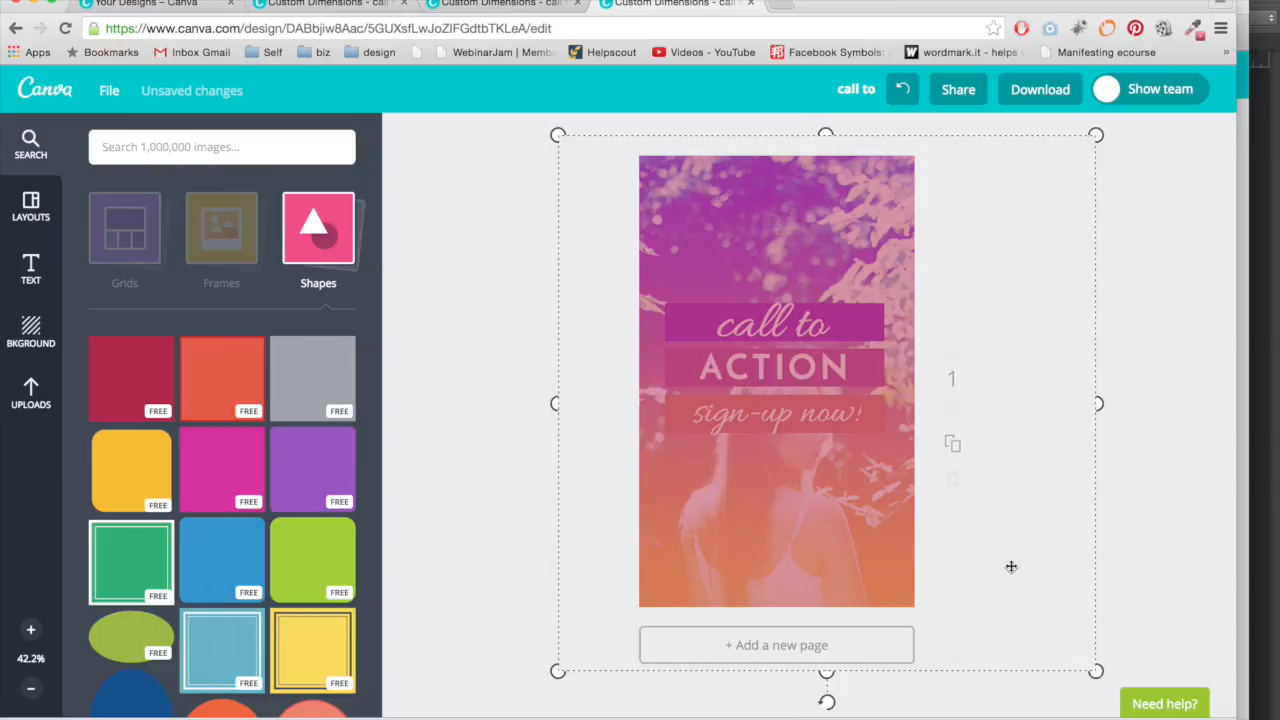 Your Designs – Canva
Custom Dimensions - call
Custom Dimensions - call
Custom Dimensions - call
https://www.canva.com/design/DABbjiw8Aac/5GUXsfLwJoZlFGdtbTKLeA/edit
Apps Bookmarks Inbox Gmail Self biz design WebinarJam | Memb Helpscout Videos - YouTube Facebook Symbols: wordmark.it - helps y Manifesting ecourse »
Canva File Unsaved changes call to Share Download Show team
SEARCH
LAYOUTS
TEXT
BKGROUND
UPLOADS
42.2%
Search 1,000,000 images...
Grids Frames Shapes
FREE FREE FREE
FREE FREE FREE
FREE FREE FREE
FREE FREE FREE
call to
ACTION
sign-up now!
1
+ Add a new page
Need help?